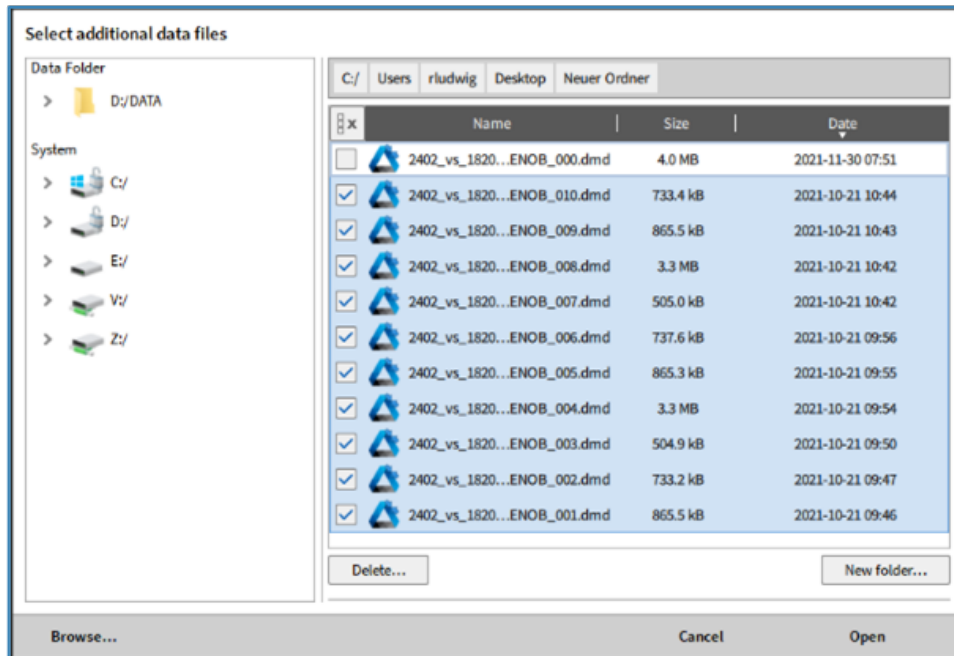 Select additional data files
Data Folder
D:/DATA
System
C:/
D:/
E:/
V:/
Z:/
C:/ Users rludwig Desktop Neuer Ordner
x Name Size Date
2402_vs_1820...ENOB_000.dmd 4.0 MB 2021-11-30 07:51
2402_vs_1820...ENOB_010.dmd 733.4 kB 2021-10-21 10:44
2402_vs_1820...ENOB_009.dmd 865.5 kB 2021-10-21 10:43
2402_vs_1820...ENOB_008.dmd 3.3 MB 2021-10-21 10:42
2402_vs_1820...ENOB_007.dmd 505.0 kB 2021-10-21 10:42
2402_vs_1820...ENOB_006.dmd 737.6 kB 2021-10-21 09:56
2402_vs_1820...ENOB_005.dmd 865.3 kB 2021-10-21 09:55
2402_vs_1820...ENOB_004.dmd 3.3 MB 2021-10-21 09:54
2402_vs_1820...ENOB_003.dmd 504.9 kB 2021-10-21 09:50
2402_vs_1820...ENOB_002.dmd 733.2 kB 2021-10-21 09:47
2402_vs_1820...ENOB_001.dmd 865.5 kB 2021-10-21 09:46
Delete... New folder...
Browse... Cancel Open